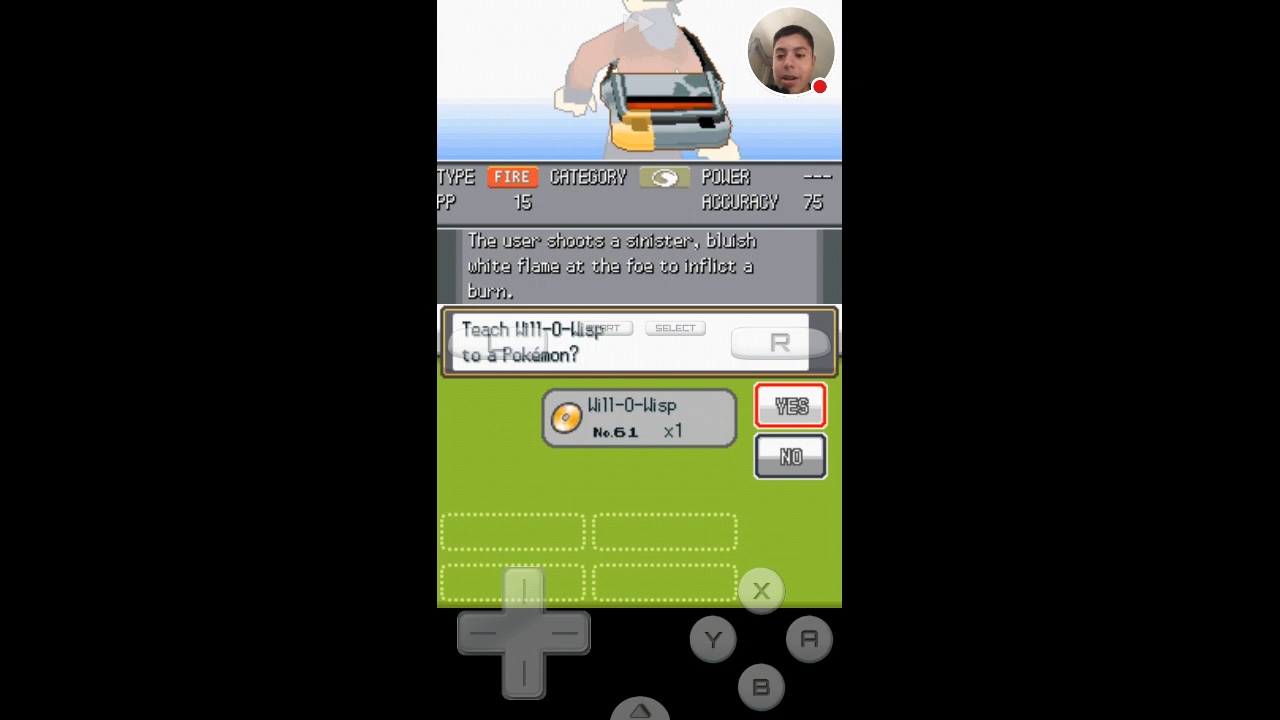 TYPE FIRE CATEGORY POWER ---
PP 15 ACCURACY 75
The user shoots a sinister, bluish
white flame at the foe to inflict a
burn.
Teach Will-O-Wisp
to a Pokémon?
SELECT
R
Will-O-Wisp
No.61 x1
YES
NO
X
Y A
B